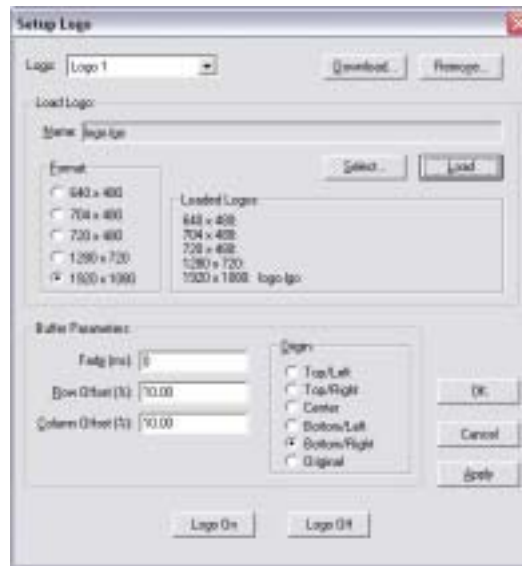 Setup Logo
Logo: Logo 1 Download... Remove...
Load Logo:
Name: logo.lgo
Format
640 x 480
704 x 480
720 x 480
1280 x 720
1920 x 1080
Select... Load
Loaded Logos:
640 x 480:
704 x 480:
720 x 480:
1280 x 720:
1920 x 1080: logo.lgo
Buffer Parameters:
Fade (ms): 0
Row Offset (%): 10.00
Column Offset (%): 10.00
Origin:
Top/Left
Top/Right
Center
Bottom/Left
Bottom/Right
Original
OK
Cancel
Apply
Logo On Logo Off